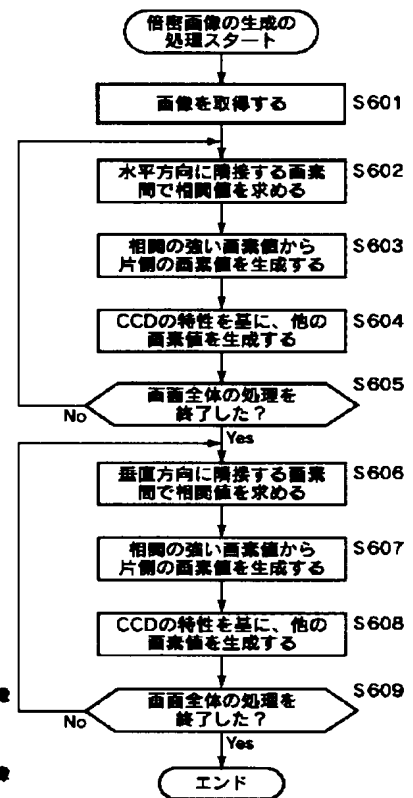 倍密画像の生成の
処理スタート
画像を取得する
S601
水平方向に隣接する画素
間で相関値を求める
S602
相関の強い画素値から
片側の画素値を生成する
S603
CCDの特性を基に、他の
画素値を生成する
S604
画面全体の処理を
終了した？
S605
No
Yes
垂直方向に隣接する画素
間で相関値を求める
S606
相関の強い画素値から
片側の画素値を生成する
S607
CCDの特性を基に、他の
画素値を生成する
S608
画面全体の処理を
終了した？
S609
No
Yes
エンド